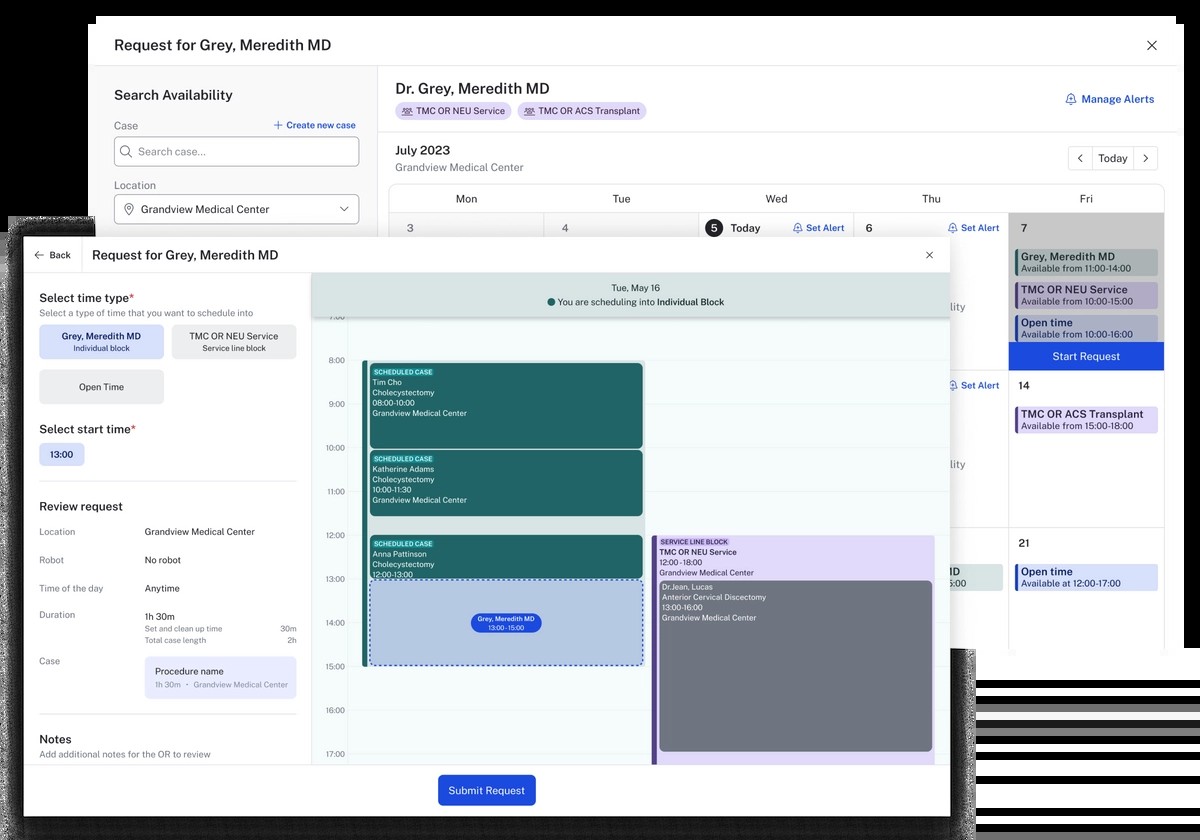 Request for Grey, Meredith MD
Search Availability
Case
Create new case
Search case...
Location
Grandview Medical Center
Dr. Grey, Meredith MD
TMC OR NEU Service
TMC OR ACS Transplant
Manage Alerts
July 2023
Grandview Medical Center
Today
Mon
Tue
Wed
Thu
Fri
3
4
5
Today
Set Alert
6
Set Alert
7
Grey, Meredith MD
Available from 11:00-14:00
TMC OR NEU Service
Available from 10:00-15:00
Open time
Available from 10:00-16:00
Start Request
Set Alert
14
TMC OR ACS Transplant
Available from 15:00-18:00
21
Open time
Available at 12:00-17:00
Back
Request for Grey, Meredith MD
Select time type*
Select a type of time that you want to schedule into
Grey, Meredith MD
Individual block
TMC OR NEU Service
Service line block
Open Time
Select start time*
13:00
Review request
Location
Grandview Medical Center
Robot
No robot
Time of the day
Anytime
Duration
1h 30m
Set and clean up time
30m
Total case length
2h
Case
Procedure name
1h 30m • Grandview Medical Center
Notes
Add additional notes for the OR to review
Tue, May 16
You are scheduling into Individual Block
7:00
8:00
9:00
10:00
11:00
12:00
13:00
14:00
15:00
16:00
17:00
SCHEDULED CASE
Tim Cho
Cholecystectomy
08:00-10:00
Grandview Medical Center
SCHEDULED CASE
Katherine Adams
Cholecystectomy
10:00-11:30
Grandview Medical Center
SCHEDULED CASE
Anna Pattinson
Cholecystectomy
12:00-13:00
Grey, Meredith MD
13:00-15:00
SERVICE LINE BLOCK
TMC OR NEU Service
12:00-18:00
Grandview Medical Center
Dr.Jean, Lucas
Anterior Cervical Discectomy
13:00-16:00
Grandview Medical Center
Submit Request